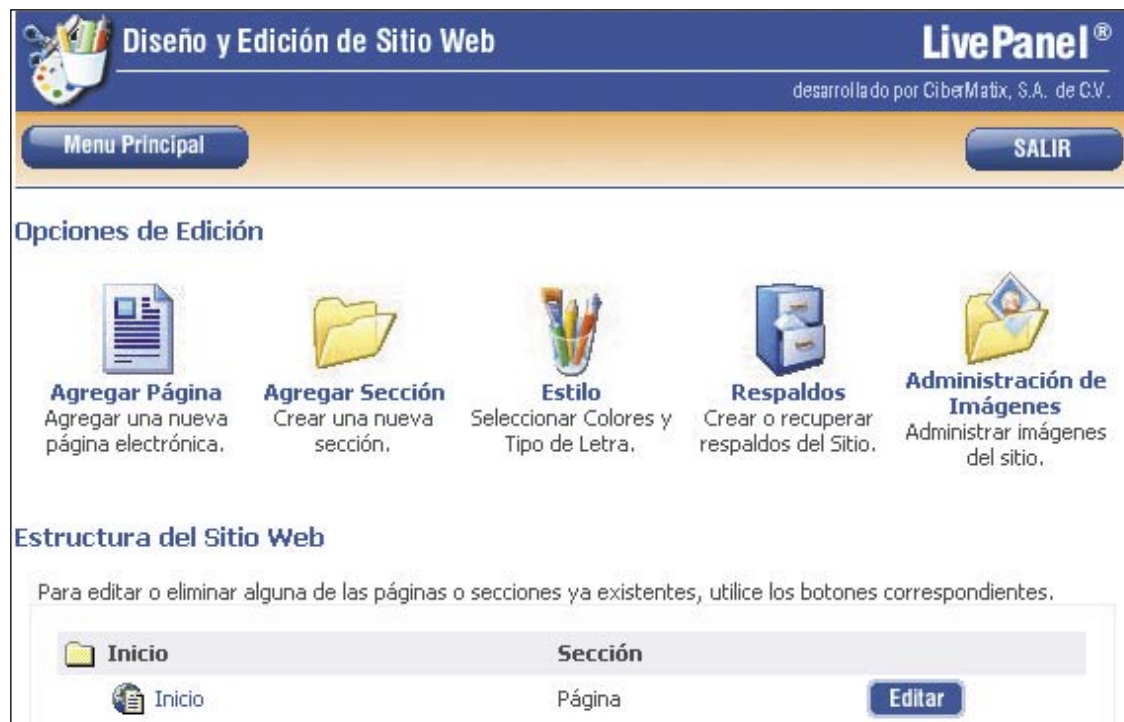 Diseño y Edición de Sitio Web
LivePanel®
desarrollado por CiberMatix, S.A. de C.V.
Menu Principal
SALIR
Opciones de Edición
Agregar Página
Agregar una nueva
página electrónica.
Agregar Sección
Crear una nueva
sección.
Estilo
Seleccionar Colores y
Tipo de Letra.
Respaldos
Crear o recuperar
respaldos del Sitio.
Administración de
Imágenes
Administrar imágenes
del sitio.
Estructura del Sitio Web
Para editar o eliminar alguna de las páginas o secciones ya existentes, utilice los botones correspondientes.
Inicio Sección
Inicio Página Editar